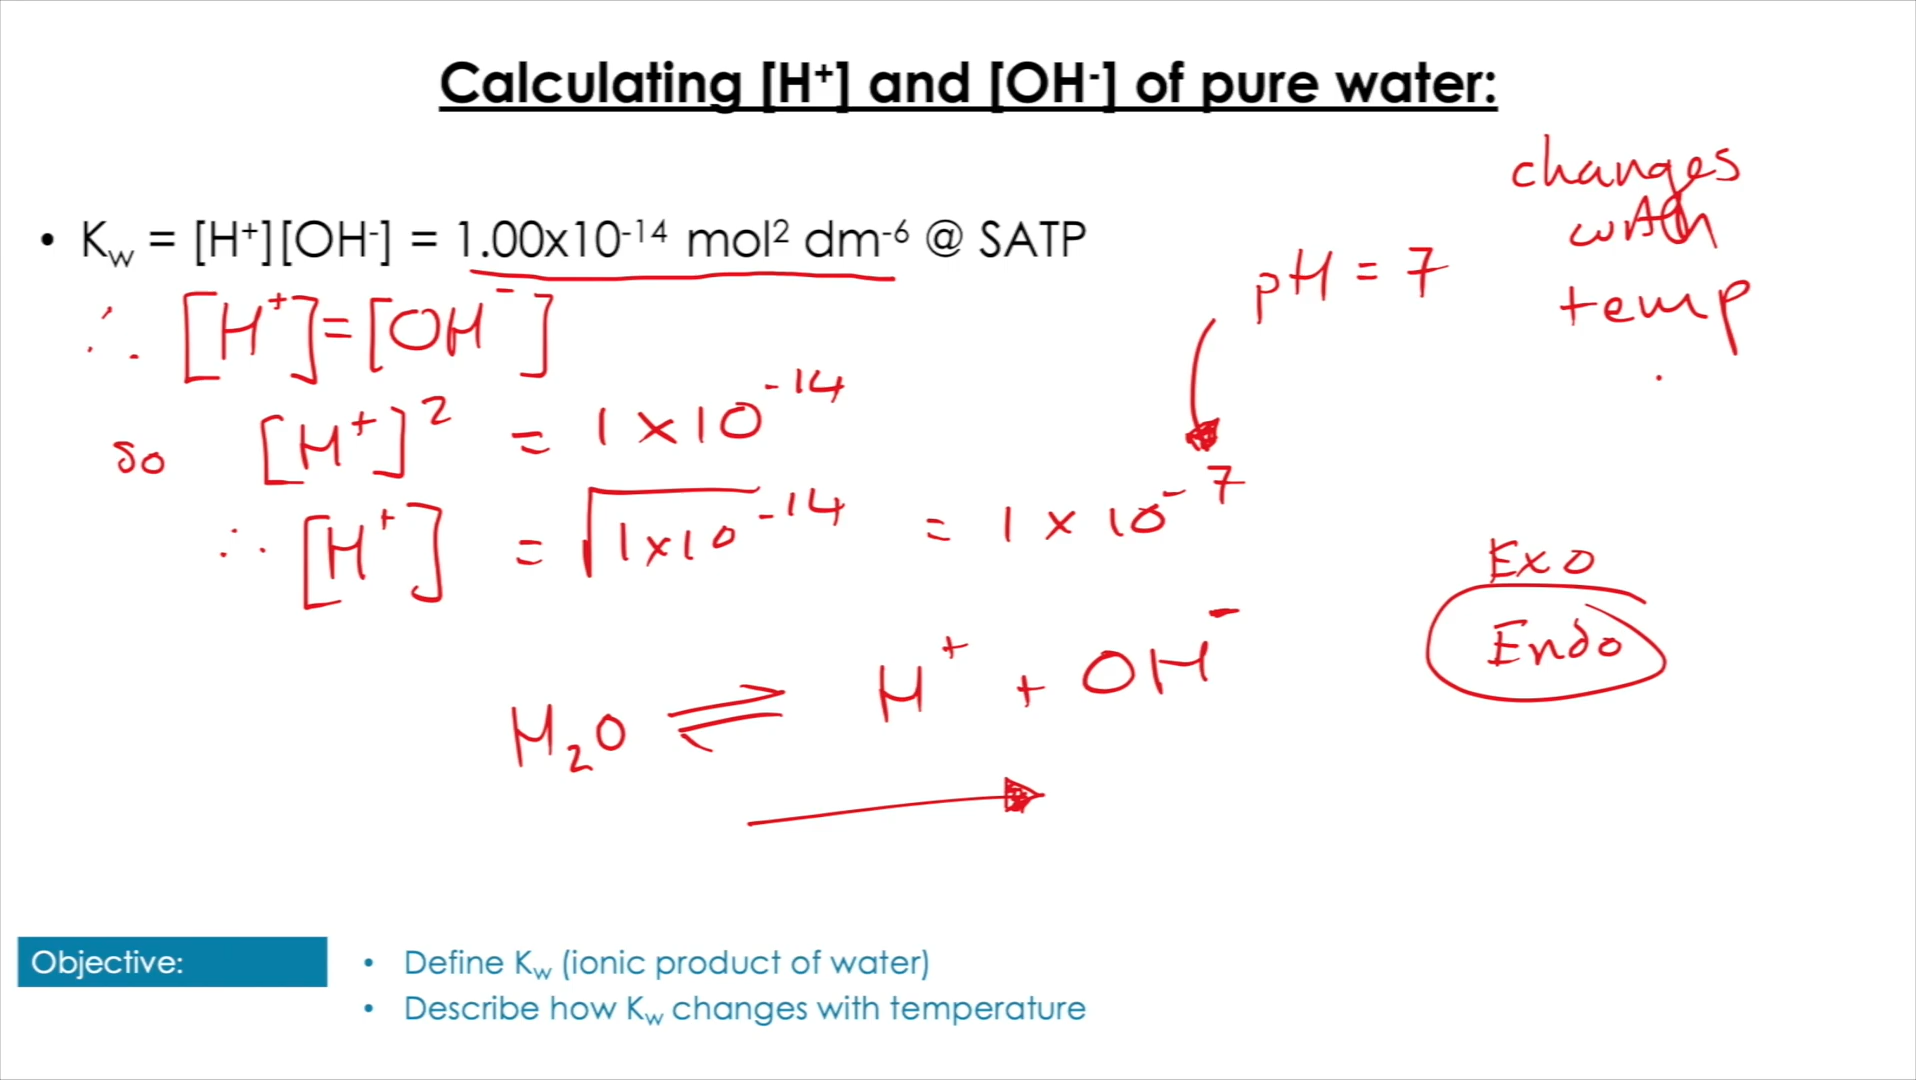 Calculating [H⁺] and [OH⁻] of pure water:
• Kw = [H⁺][OH⁻] = 1.00x10⁻¹⁴ mol² dm⁻⁶ @ SATP
changes
with
temp
pH = 7
∴ [H⁺]=[OH⁻]
so [H⁺]² = 1 x 10⁻¹⁴
∴ [H⁺] = √1x10⁻¹⁴ = 1 x 10⁻⁷
Exo
Endo
H₂O ⇌ H⁺ + OH⁻
Objective:
• Define Kw (ionic product of water)
• Describe how Kw changes with temperature